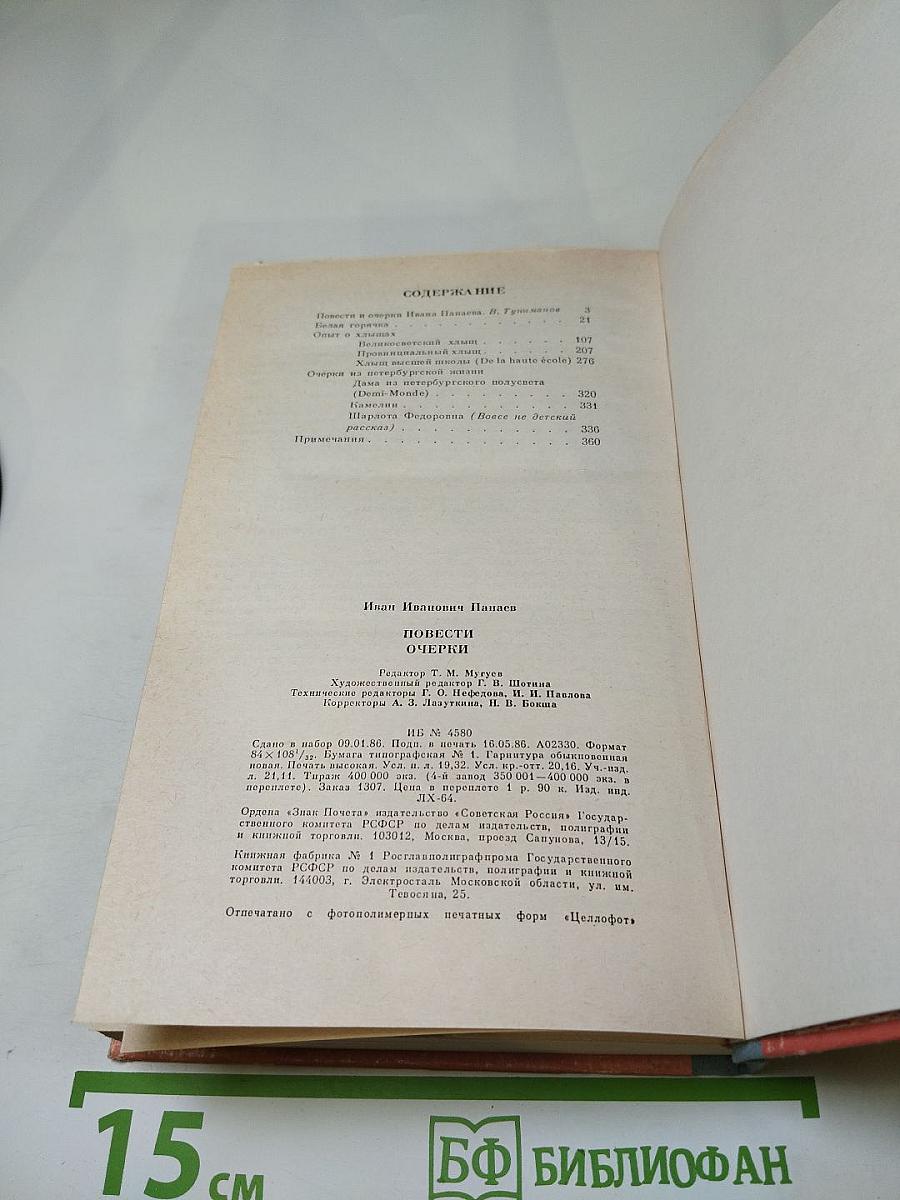 СОДЕРЖАНИЕ
Повести и очерки Ивана Панаева. В. Туниманов 3
Белая горячка . . . . . . . . . . . . 21
Опыт о хлыщах
Великосветский хлыщ . . . . . . 107
Провинциальный хлыщ . . . . . . 207
Хлыщ высшей школы (De la haute école) 276
Очерки из петербургской жизни
Дама из петербургского полусвета
(Demi-Monde) . . . . . . . . . 320
Камелии . . . . . . . . . . . 331
Шарлота Федоровна (Вовсе не детский
рассказ) . . . . . . . . . . . 336
Примечания . . . . . . . . . . . . . 360
Иван Иванович Панаев
ПОВЕСТИ
ОЧЕРКИ
Редактор Т. М. Мугуев
Художественный редактор Г. В. Шотина
Технические редакторы Г. О. Нефедова, И. И. Павлова
Корректоры А. З. Лазуткина, Н. В. Бокша
ИБ № 4580
Сдано в набор 09.01.86. Подп. в печать 16.05.86. А02330. Формат
84×108¹/₃₂. Бумага типографская № 1. Гарнитура обыкновенная
новая. Печать высокая. Усл. п. л. 19,32. Усл. кр.-отт. 20,16. Уч.-изд.
л. 21,11. Тираж 400 000 экз. (4-й завод 350 001—400 000 экз. в
переплете). Заказ 1307. Цена в переплете 1 р. 90 к. Изд. инд.
ЛХ-64.
Ордена «Знак Почета» издательство «Советская Россия» Государ-
ственного комитета РСФСР по делам издательств, полиграфии
и книжной торговли. 103012, Москва, проезд Сапунова, 13/15.
Книжная фабрика № 1 Росглавполиграфпрома Государственного
комитета РСФСР по делам издательств, полиграфии и книжной
торговли. 144003, г. Электросталь Московской области, ул. им.
Тевосяна, 25.
Отпечатано с фотополимерных печатных форм «Целлофот»
15 см
БФ БИБЛИОФАН